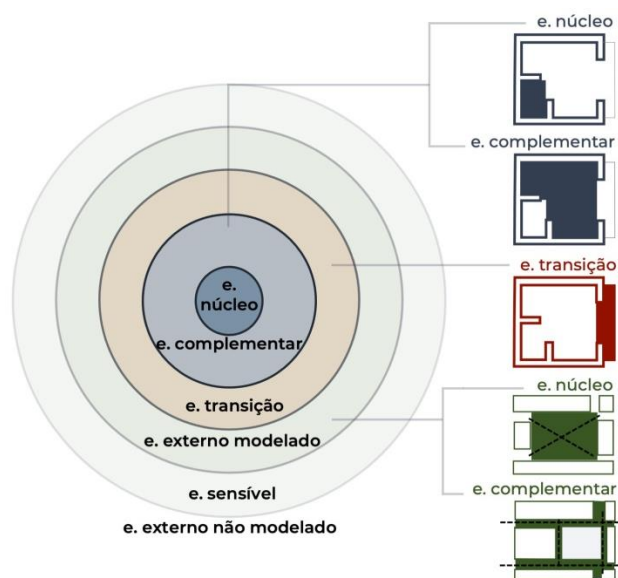 e. núcleo
e. complementar
e. transição
e. núcleo
e. complementar
e.
núcleo
e. complementar
e. transição
e. externo modelado
e. sensível
e. externo não modelado